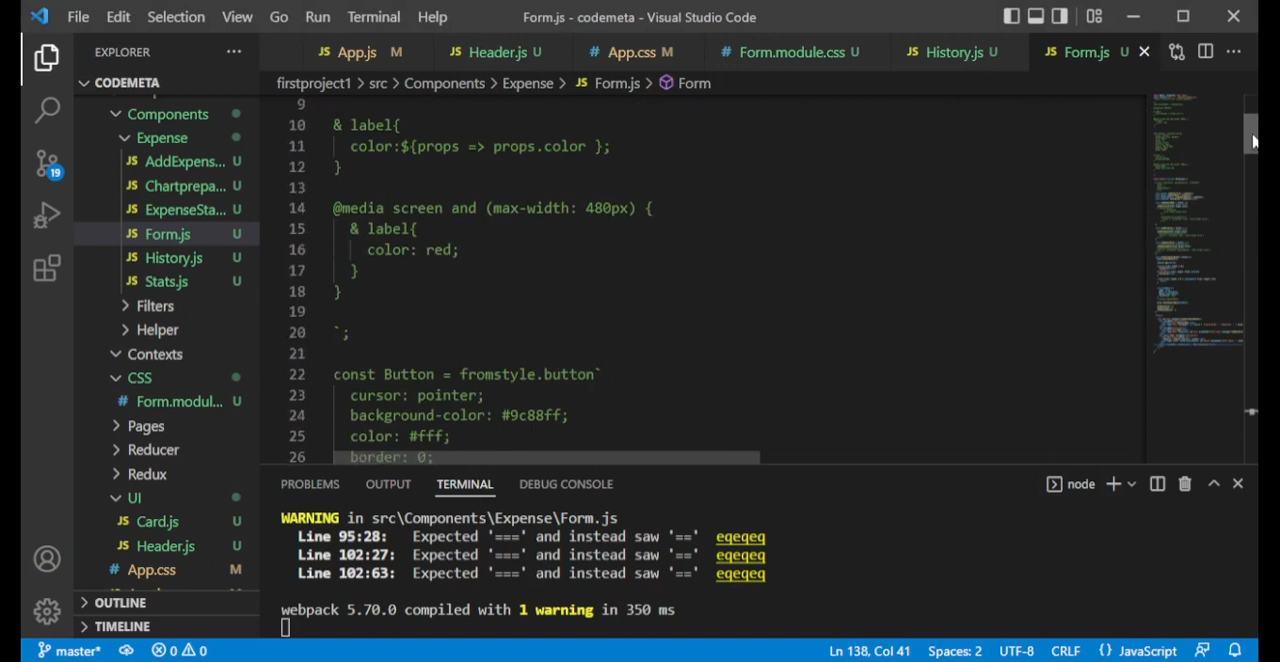 File Edit Selection View Go Run Terminal Help
Form.js - codemeta - Visual Studio Code
EXPLORER
JS App.js M
JS Header.js U
# App.css M
# Form.module.css U
JS History.js U
JS Form.js U
CODEMETA
Components
Expense
JS AddExpens... U
JS Chartprepa... U
JS ExpenseSta... U
JS Form.js U
JS History.js U
JS Stats.js U
Filters
Helper
Contexts
CSS
# Form.modul... U
Pages
Reducer
Redux
UI
JS Card.js U
JS Header.js U
# App.css M
OUTLINE
TIMELINE
19
firstproject1 > src > Components > Expense > JS Form.js > Form
9
10 & label{
11 color:${props => props.color };
12 }
13
14 @media screen and (max-width: 480px) {
15 & label{
16 color: red;
17 }
18 }
19
20 `;
21
22 const Button = fromstyle.button`
23 cursor: pointer;
24 background-color: #9c88ff;
25 color: #fff;
26 border: 0;
PROBLEMS OUTPUT TERMINAL DEBUG CONSOLE
node
WARNING in src\Components\Expense\Form.js
Line 95:28: Expected '===' and instead saw '==' eqeqeq
Line 102:27: Expected '===' and instead saw '==' eqeqeq
Line 102:63: Expected '===' and instead saw '==' eqeqeq
webpack 5.70.0 compiled with 1 warning in 350 ms
master* 0 0
Ln 138, Col 41 Spaces: 2 UTF-8 CRLF {} JavaScript